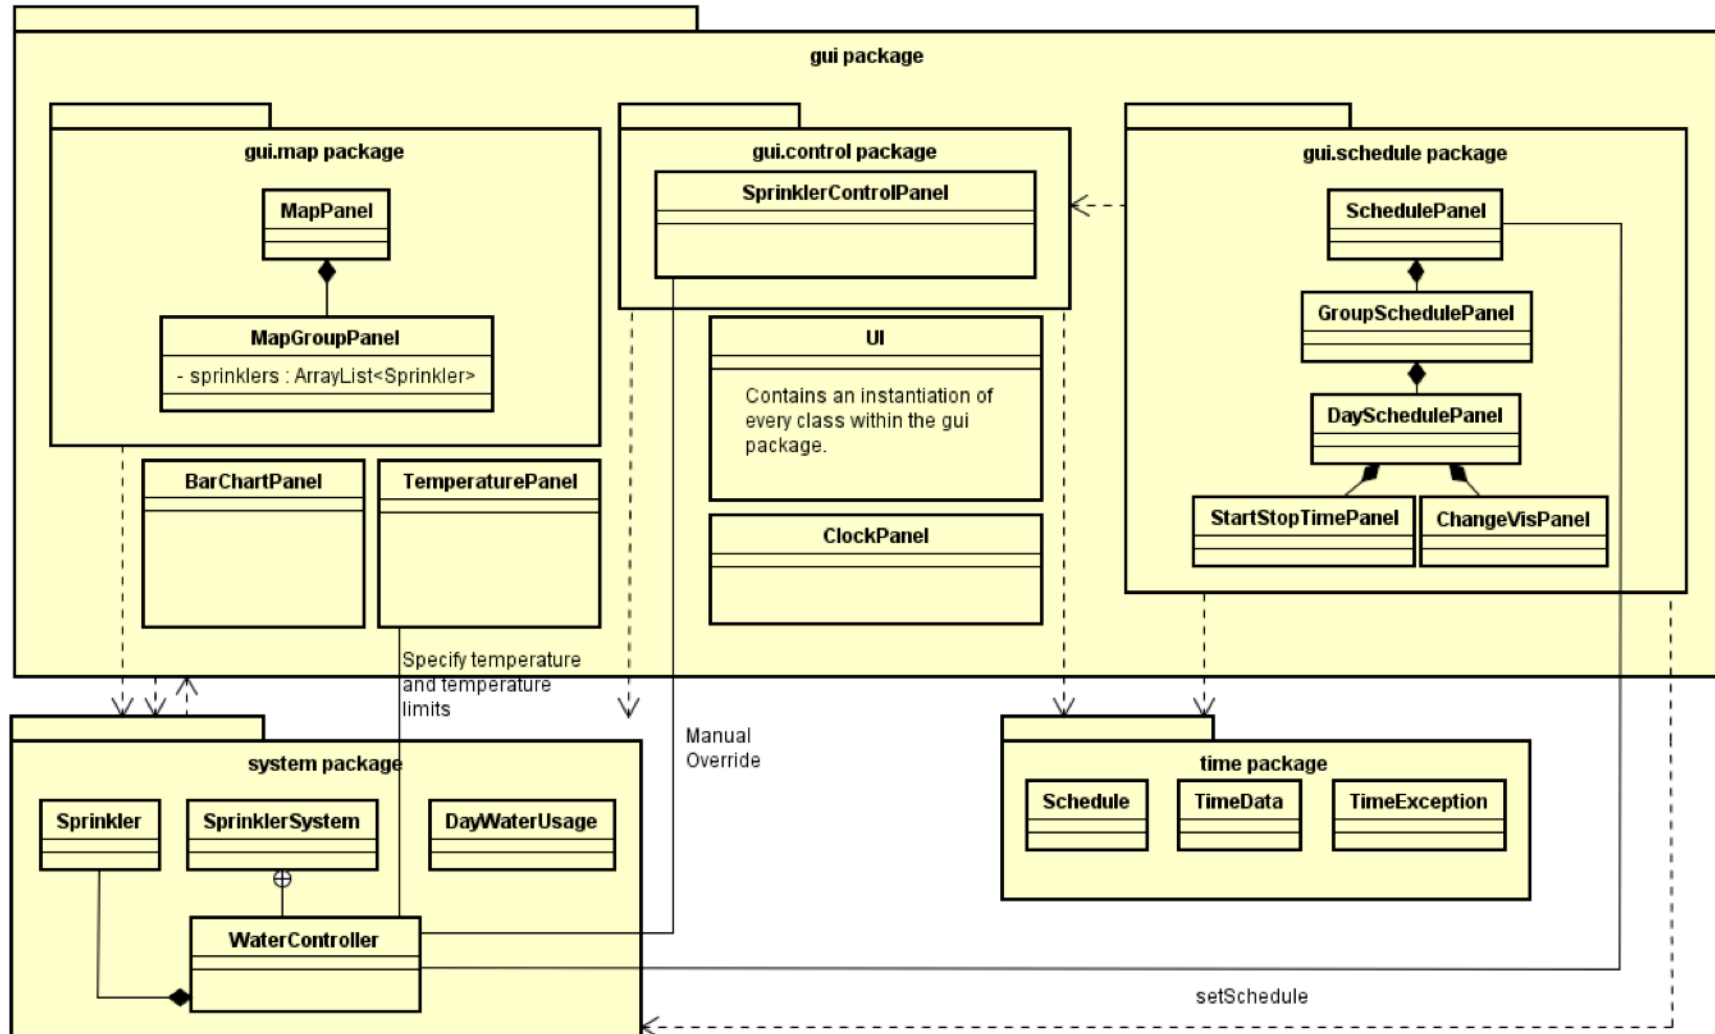 gui package
gui.map package
MapPanel
MapGroupPanel
- sprinklers : ArrayList<Sprinkler>
BarChartPanel
TemperaturePanel
gui.control package
SprinklerControlPanel
UI
Contains an instantiation of
every class within the gui
package.
ClockPanel
gui.schedule package
SchedulePanel
GroupSchedulePanel
DaySchedulePanel
StartStopTimePanel
ChangeVisPanel
Specify temperature
and temperature
limits
Manual
Override
system package
Sprinkler
SprinklerSystem
DayWaterUsage
WaterController
time package
Schedule
TimeData
TimeException
setSchedule